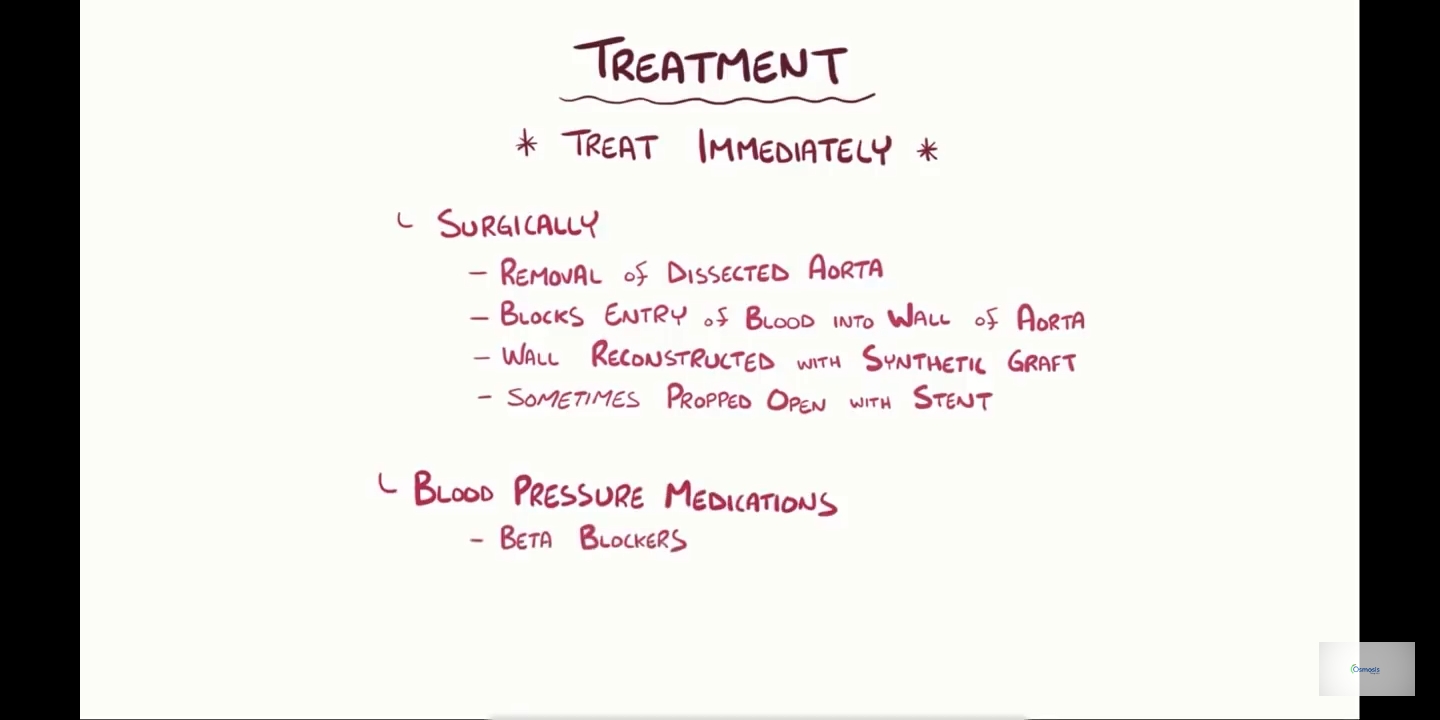 TREATMENT
* TREAT IMMEDIATELY *
SURGICALLY
- REMOVAL of DISSECTED AORTA
- BLOCKS ENTRY of BLOOD INTO WALL of AORTA
- WALL RECONSTRUCTED WITH SYNTHETIC GRAFT
- SOMETIMES PROPPED OPEN WITH STENT
BLOOD PRESSURE MEDICATIONS
- BETA BLOCKERS
Osmosis